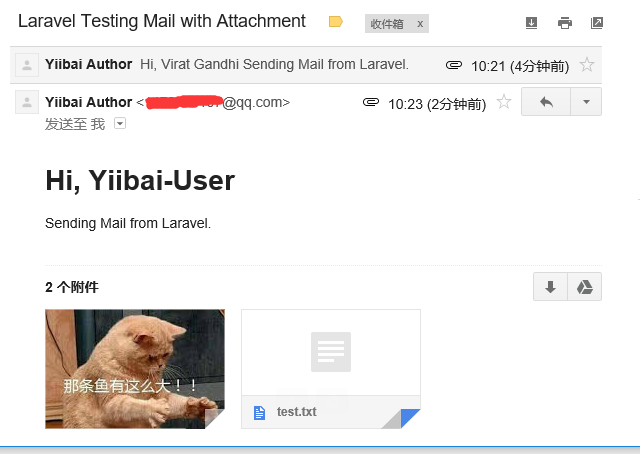 Laravel Testing Mail with Attachment 收件箱 x
Yiibai Author Hi, Virat Gandhi Sending Mail from Laravel. 10:21 (4分钟前)
Yiibai Author < @qq.com> 10:23 (2分钟前)
发送至 我
Hi, Yiibai-User
Sending Mail from Laravel.
2 个附件
那条鱼有这么大！！
test.txt